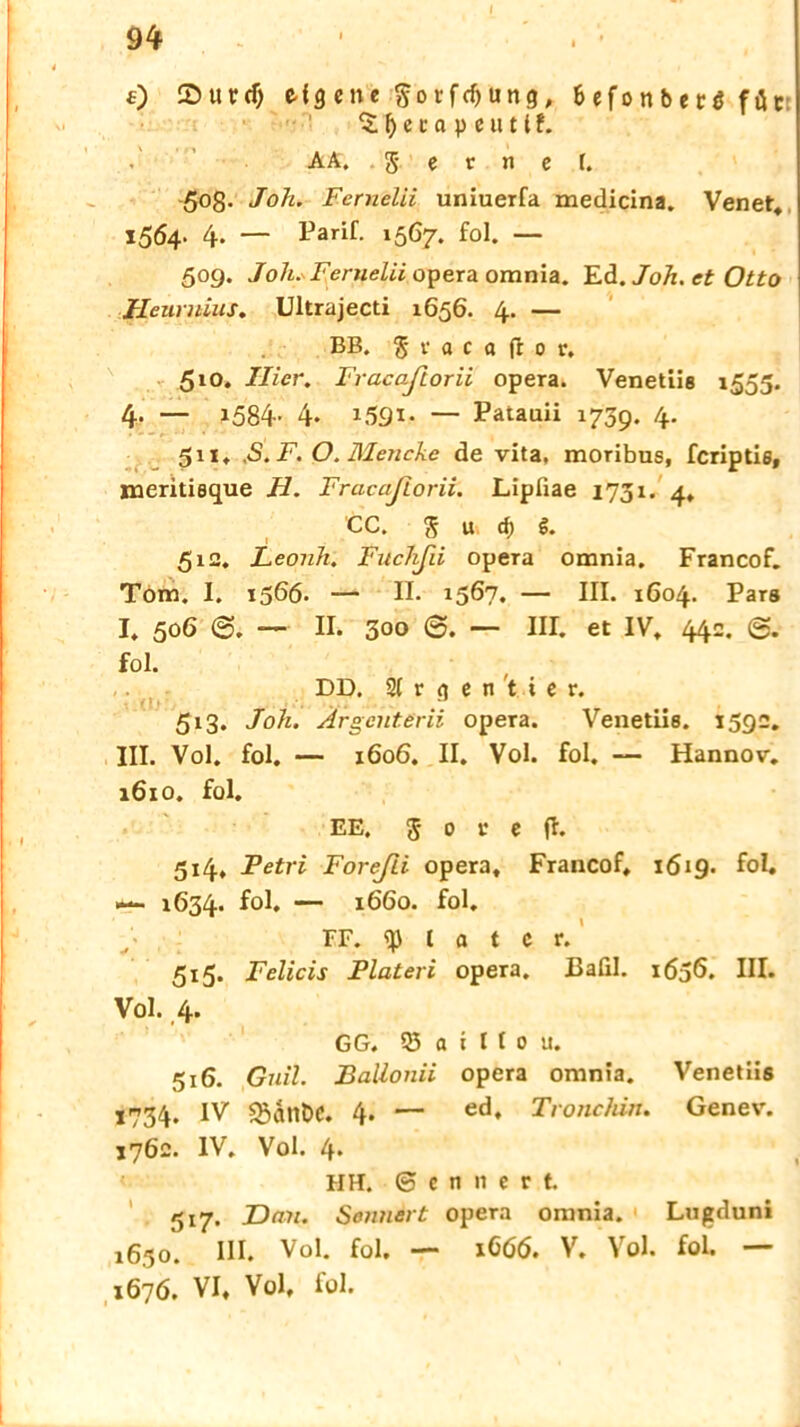 94
ε) Durch eigene Forschung, besonders für
Therapeutik.
AA. Fernel.
508. Joh. Fernelii uniuerſa medicina. Venet.
1564. 4. — Pariſ. 1567. fol. —
509. Joh. Fernelii opera omnia. Ed. Joh. et Otto
Heurnius. Ultrajecti 1656. 4. —
BB. Fracastor.
510. Hier. Fracaſtorii opera. Venetiis 1555.
4. — 1584. 4. 1591. — Patauii 1739. 4.
511. S. F. O. Mencke de vita, moribus, ſcriptis,
meritisque H. Fracaſtorii. Lipſiae 1731. 4.
CC. Fuchs.
512. Leonh. Fuchſii opera omnia. Francof.
Tom. I. 1566. — II. 1567. — III. 1604. Pars
I. 506 S. — II. 300 S. — III. et IV. 442. S.
fol.
DD. Argentier.
513. Joh. Argenterii opera. Venetiis. 1592.
III. Vol. fol. — 1606. II. Vol. fol. — Hannov.
1610. fol.
EE. Forest.
514. Petri Foreſti opera, Francof. 1619. fol.
— 1634. fol. — 1660. fol.
FF. Plater.
515. Felicis Plateri opera. Baſil. 1656. III.
Vol. 4.
GG. Baillou.
516. Guil. Ballonii opera omnia. Venetiis
1734. IV Bände. 4. — ed. Tronchin. Genev.
1762. IV. Vol. 4.
HH. Sennert.
517. Dan. Sennert opera omnia. Lugduni
1650. III. Vol. fol. — 1666. V. Vol. fol. —
1676. VI. Vol. fol.